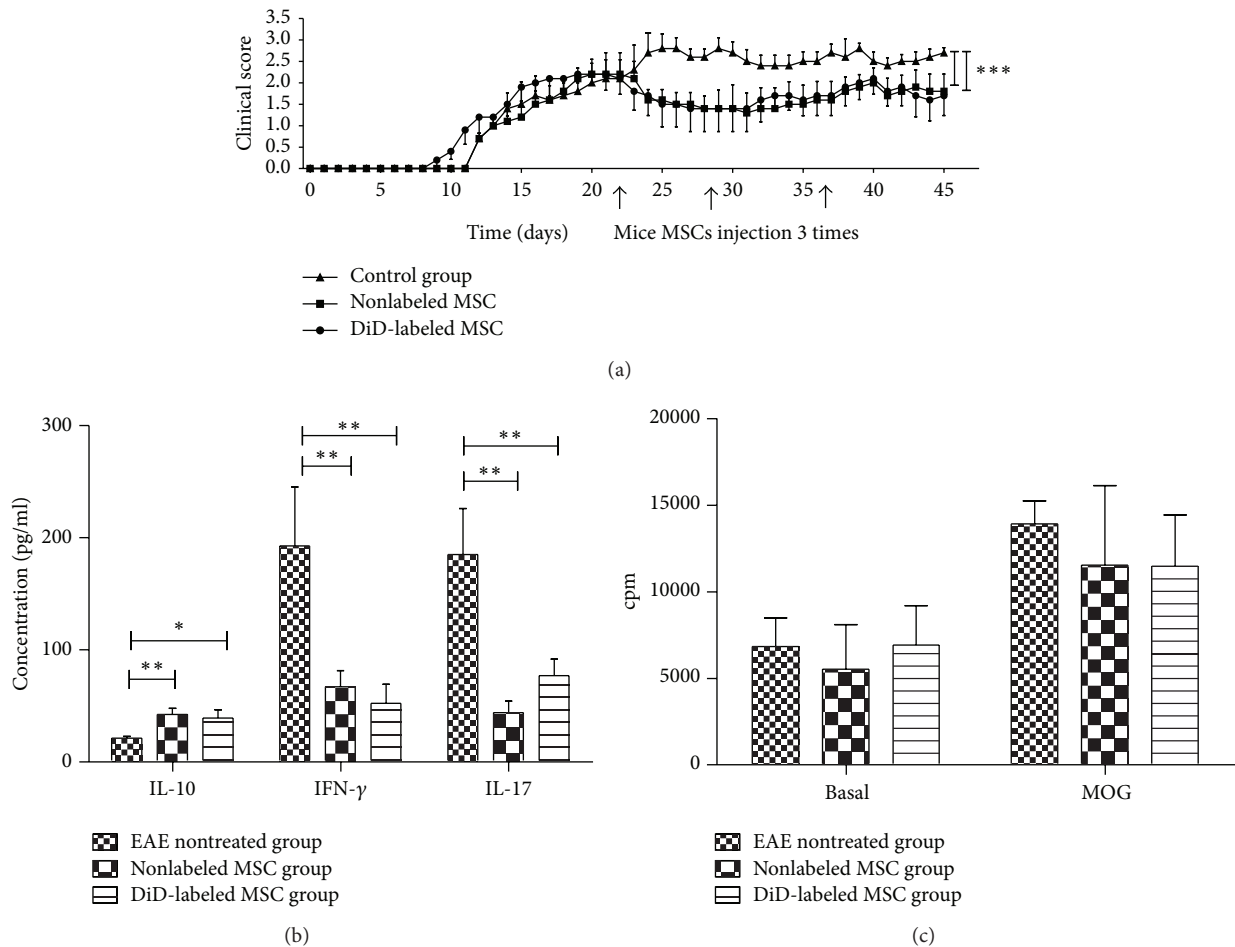 3.5
3.0
2.5
2.0
1.5
1.0
0.5
0.0
Clinical score
0 5 10 15 20 25 30 35 40 45
***
Time (days) Mice MSCs injection 3 times
Control group
Nonlabeled MSC
DiD-labeled MSC
(a)
300
200
100
0
Concentration (pg/ml)
** *
** **
** **
IL-10 IFN-γ IL-17
EAE nontreated group
Nonlabeled MSC group
DiD-labeled MSC group
(b)
20000
15000
10000
5000
0
cpm
Basal MOG
EAE nontreated group
Nonlabeled MSC group
DiD-labeled MSC group
(c)